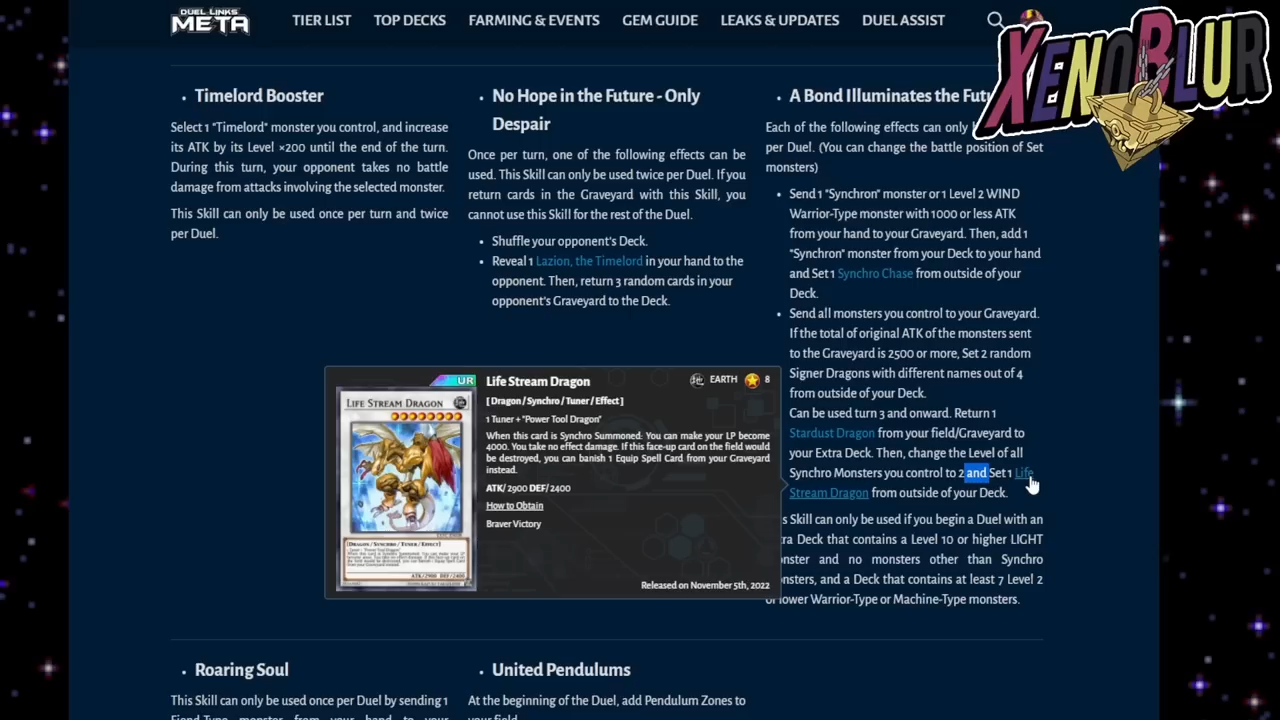 DUEL LINKS
META
TIER LIST
TOP DECKS
FARMING & EVENTS
GEM GUIDE
LEAKS & UPDATES
DUEL ASSIST
XENOBLUR
Timelord Booster
Select 1 "Timelord" monster you control, and increase
its ATK by its Level ×200 until the end of the turn.
During this turn, your opponent takes no battle
damage from attacks involving the selected monster.
This Skill can only be used once per turn and twice
per Duel.
No Hope in the Future - Only
Despair
Once per turn, one of the following effects can be
used. This Skill can only be used twice per Duel. If you
return cards in the Graveyard with this Skill, you
cannot use this Skill for the rest of the Duel.
Shuffle your opponent's Deck.
Reveal 1 Lazion, the Timelord in your hand to the
opponent. Then, return 3 random cards in your
opponent's Graveyard to the Deck.
A Bond Illuminates the Futu
Each of the following effects can only
per Duel. (You can change the battle position of Set
monsters)
Send 1 "Synchron" monster or 1 Level 2 WIND
Warrior-Type monster with 1000 or less ATK
from your hand to your Graveyard. Then, add 1
"Synchron" monster from your Deck to your hand
and Set 1 Synchro Chase from outside of your
Deck.
Send all monsters you control to your Graveyard.
If the total of original ATK of the monsters sent
to the Graveyard is 2500 or more, Set 2 random
Signer Dragons with different names out of 4
from outside of your Deck.
Can be used turn 3 and onward. Return 1
Stardust Dragon from your field/Graveyard to
your Extra Deck. Then, change the Level of all
Synchro Monsters you control to 2 and Set 1 Life
Stream Dragon from outside of your Deck.
s Skill can only be used if you begin a Duel with an
tra Deck that contains a Level 10 or higher LIGHT
onster and no monsters other than Synchro
onsters, and a Deck that contains at least 7 Level 2
or lower Warrior-Type or Machine-Type monsters.
UR
LIFE STREAM DRAGON
[DRAGON/SYNCHRO/TUNER/EFFECT]
ATK/2900 DEF/2400
Life Stream Dragon
EARTH
8
[ Dragon / Synchro / Tuner / Effect ]
1 Tuner + "Power Tool Dragon"
When this card is Synchro Summoned: You can make your LP become
4000. You take no effect damage. If this face-up card on the field would
be destroyed, you can banish 1 Equip Spell Card from your Graveyard
instead.
ATK/ 2900 DEF/ 2400
How to Obtain
Braver Victory
Released on November 5th, 2022
Roaring Soul
This Skill can only be used once per Duel by sending 1
United Pendulums
At the beginning of the Duel, add Pendulum Zones to
your field.